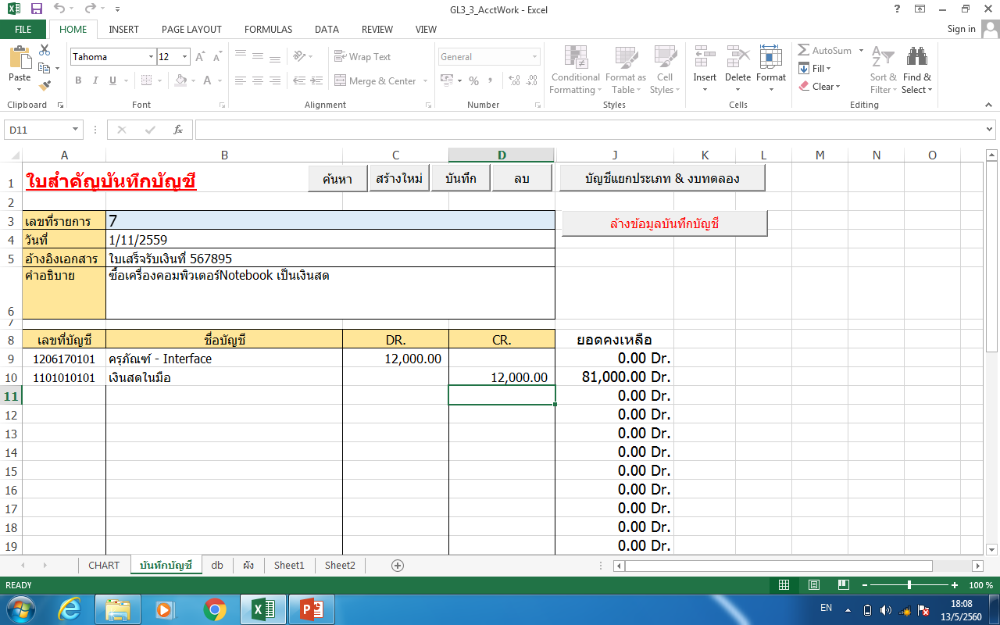 GL3_3_AcctWork - Excel
FILE HOME INSERT PAGE LAYOUT FORMULAS DATA REVIEW VIEW Sign in
Tahoma 12 Wrap Text General AutoSum
Paste Conditional Format as Cell Insert Delete Format Fill Sort & Find &
B I U Merge & Center % Formatting Table Styles Clear Filter Select
Clipboard Font Alignment Number Styles Cells Editing
D11 fx
A B C D J K L M N O
1 ใบสำคัญบันทึกบัญชี ค้นหา สร้างใหม่ บันทึก ลบ บัญชีแยกประเภท & งบทดลอง
2
3 เลขที่รายการ 7 ล้างข้อมูลบันทึกบัญชี
4 วันที่ 1/11/2559
5 อ้างอิงเอกสาร ใบเสร็จรับเงินที่ 567895
6 คำอธิบาย ซื้อเครื่องคอมพิวเตอร์Notebook เป็นเงินสด
7
8 เลขที่บัญชี ชื่อบัญชี DR. CR. ยอดคงเหลือ
9 1206170101 ครุภัณฑ์ - Interface 12,000.00 0.00 Dr.
10 1101010101 เงินสดในมือ 12,000.00 81,000.00 Dr.
11 0.00 Dr.
12 0.00 Dr.
13 0.00 Dr.
14 0.00 Dr.
15 0.00 Dr.
16 0.00 Dr.
17 0.00 Dr.
18 0.00 Dr.
19 0.00 Dr.
CHART บันทึกบัญชี db ผัง Sheet1 Sheet2
READY 100 %
EN 18:08
13/5/2560